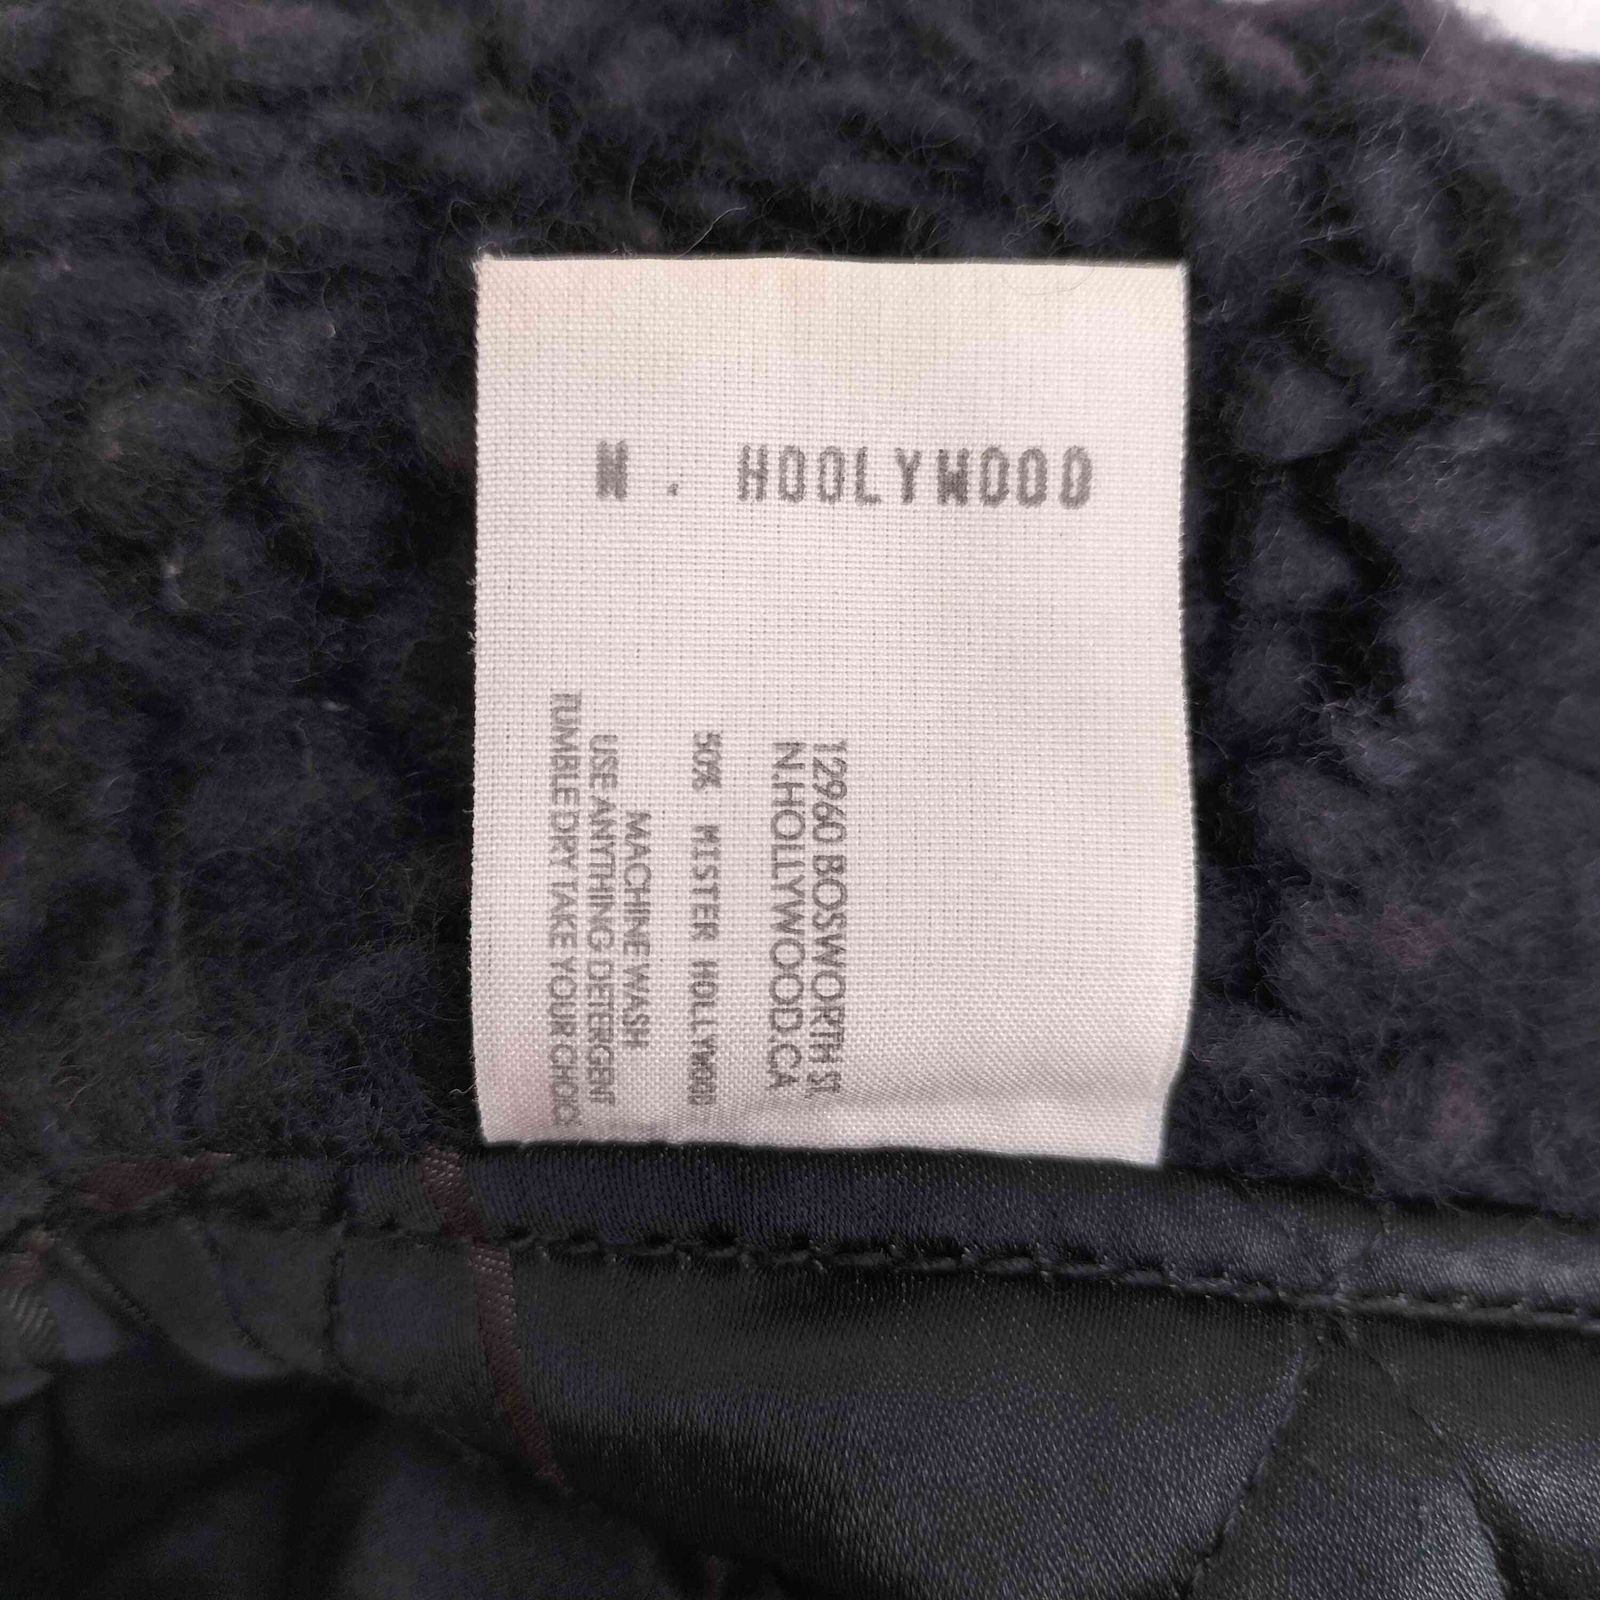 N. HOOLYWOOD
12960 BOSWORTH ST,
N.HOLLYWOOD.CA
50% MISTER HOLLYWOOD
MACHINE WASH
USE ANYTHING DETERGENT
TUMBLE DRY TAKE YOUR CHOICE